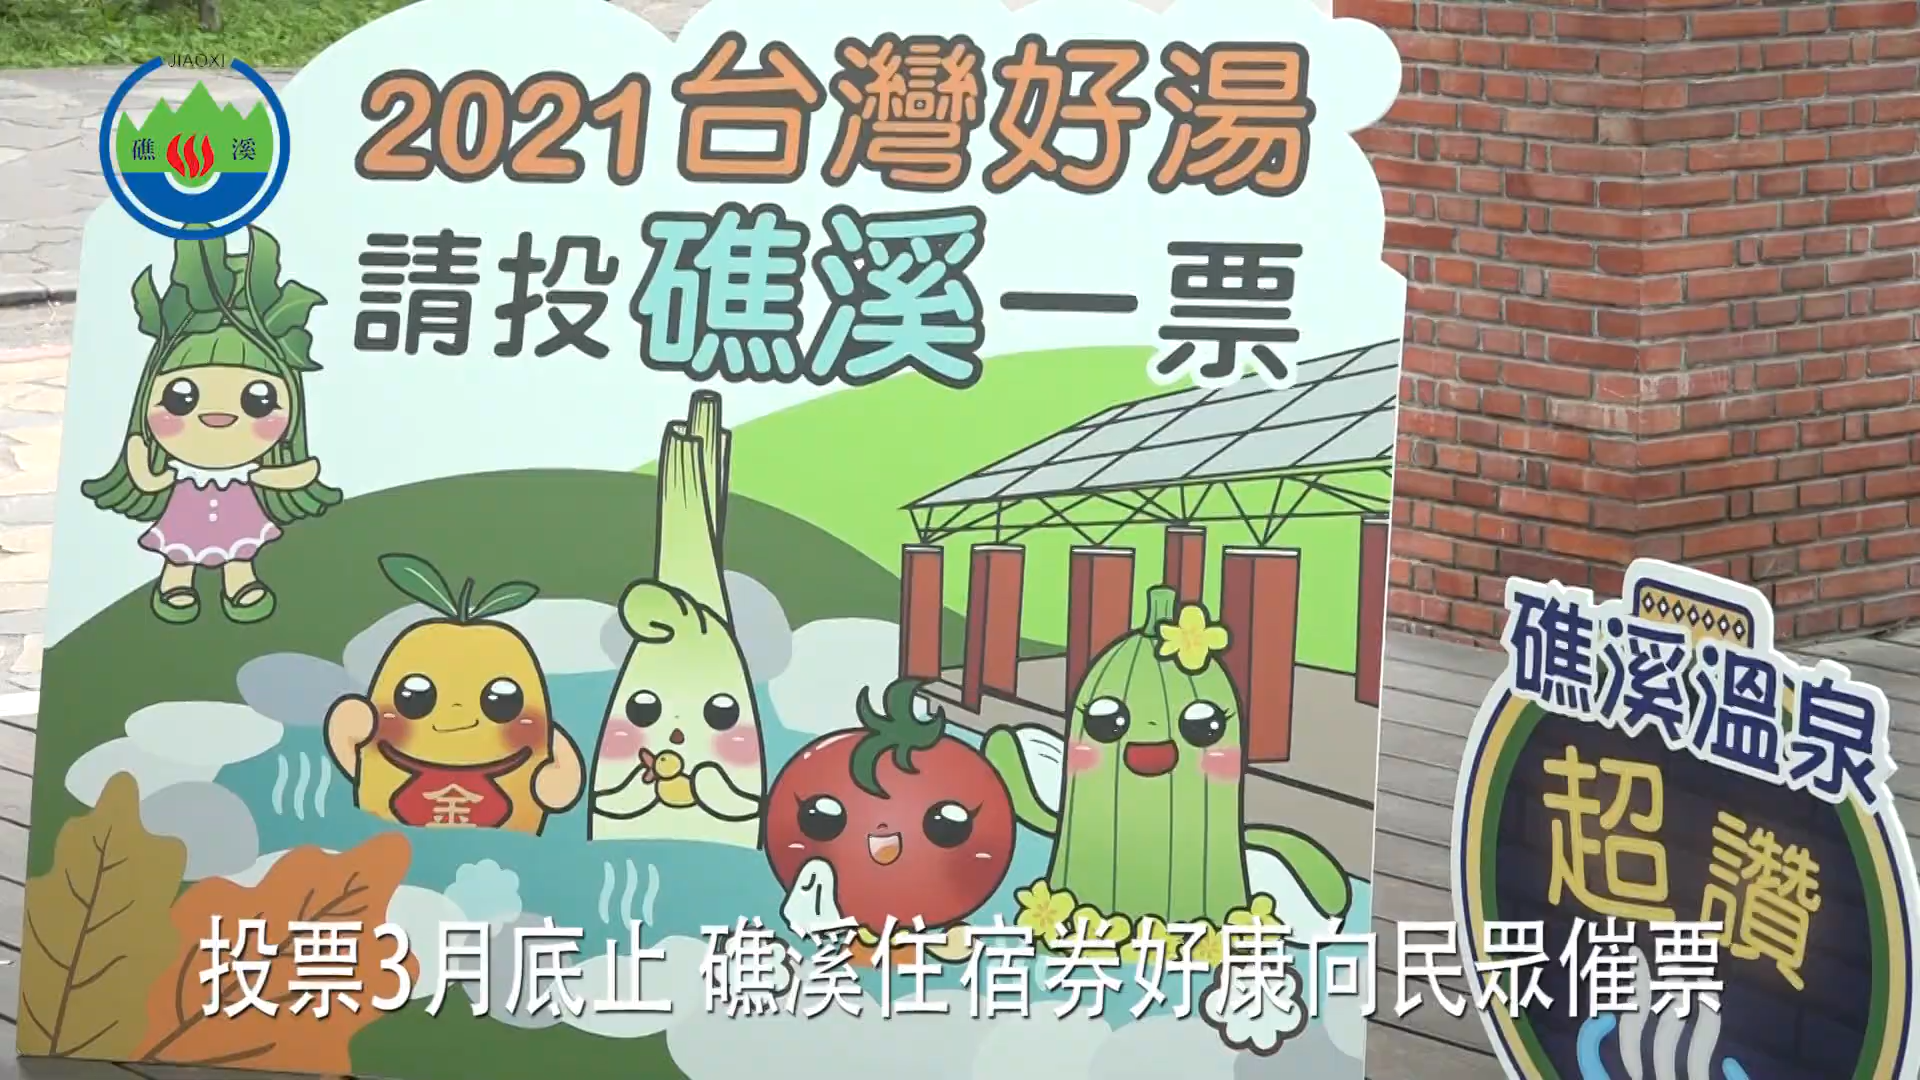 JIAOXI
礁溪
2021台灣好湯
請投礁溪一票
金
礁溪溫泉
超讚
投票3月底止 礁溪住宿券好康向民眾催票